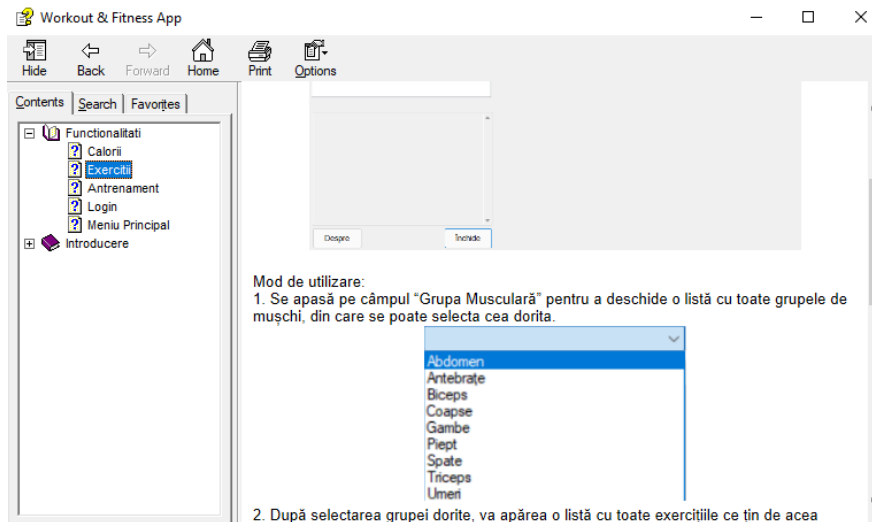 Workout & Fitness App
Hide Back Forward Home Print Options
Contents Search Favorites
Functionalitati
Calorii
Exercitii
Antrenament
Login
Meniu Principal
Introducere
Despre Închide
Mod de utilizare:
1. Se apasă pe câmpul “Grupa Musculară” pentru a deschide o listă cu toate grupele de
mușchi, din care se poate selecta cea dorita.
Abdomen
Antebrațe
Biceps
Coapse
Gambe
Piept
Spate
Triceps
Umeri
2. După selectarea grupei dorite, va apărea o listă cu toate exercițiile ce țin de acea